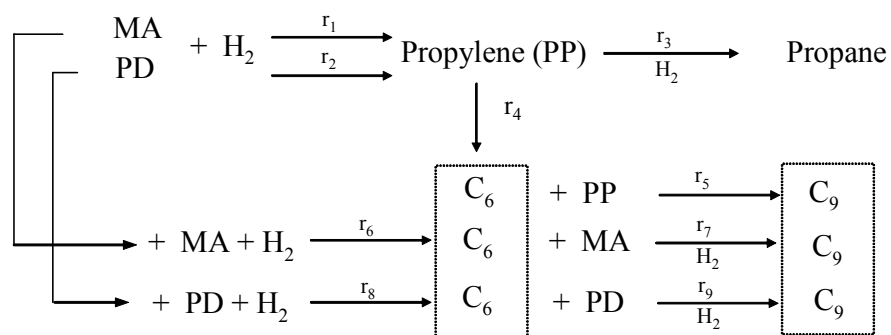 MA + H₂ r₁ Propylene (PP) r₃ Propane
PD r₂ H₂
r₄
C₆ + PP r₅ C₉
+ MA + H₂ r₆ C₆ + MA r₇ H₂ C₉
+ PD + H₂ r₈ C₆ + PD r₉ H₂ C₉